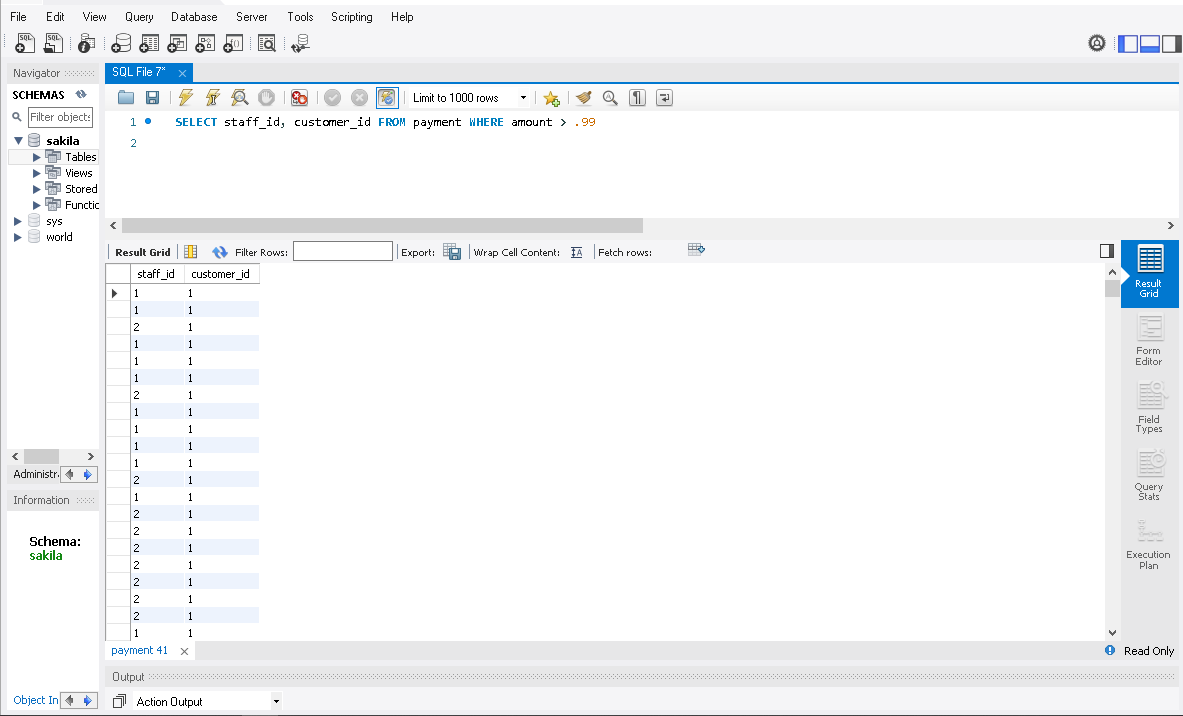 File Edit View Query Database Server Tools Scripting Help
Navigator
SCHEMAS
Filter objects
sakila
Tables
Views
Stored
Functio
sys
world
Administr
Information
Schema:
sakila
Object In
SQL File 7*
Limit to 1000 rows
1 SELECT staff_id, customer_id FROM payment WHERE amount > .99
2
Result Grid Filter Rows: Export: Wrap Cell Content: Fetch rows:
staff_id customer_id
1 1
1 1
2 1
1 1
1 1
1 1
2 1
1 1
1 1
1 1
1 1
2 1
1 1
2 1
2 1
2 1
2 1
2 1
2 1
2 1
1 1
Result
Grid
Form
Editor
Field
Types
Query
Stats
Execution
Plan
payment 41
Read Only
Output
Action Output